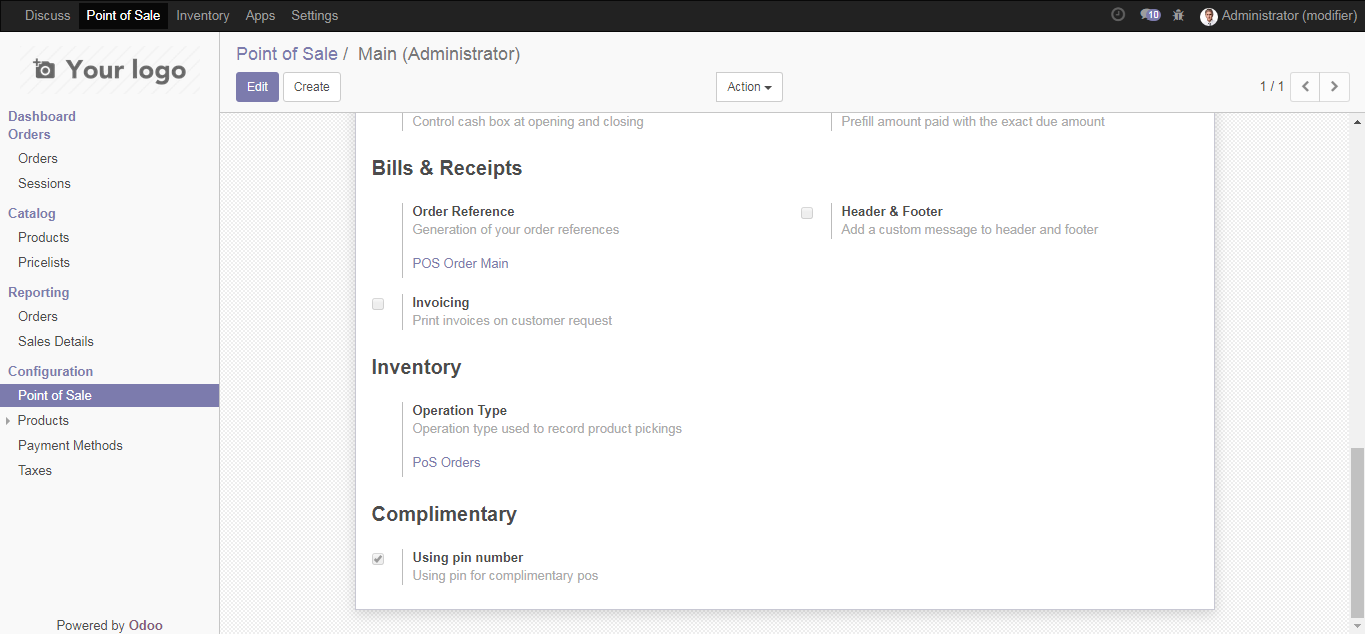 Discuss Point of Sale Inventory Apps Settings 10 Administrator (modifier)
Your logo
Point of Sale / Main (Administrator)
Edit Create Action 1 / 1
Dashboard
Orders
Orders
Sessions
Catalog
Products
Pricelists
Reporting
Orders
Sales Details
Configuration
Point of Sale
Products
Payment Methods
Taxes
Powered by Odoo
Control cash box at opening and closing
Prefill amount paid with the exact due amount
Bills & Receipts
Order Reference
Generation of your order references
POS Order Main
Header & Footer
Add a custom message to header and footer
Invoicing
Print invoices on customer request
Inventory
Operation Type
Operation type used to record product pickings
PoS Orders
Complimentary
Using pin number
Using pin for complimentary pos